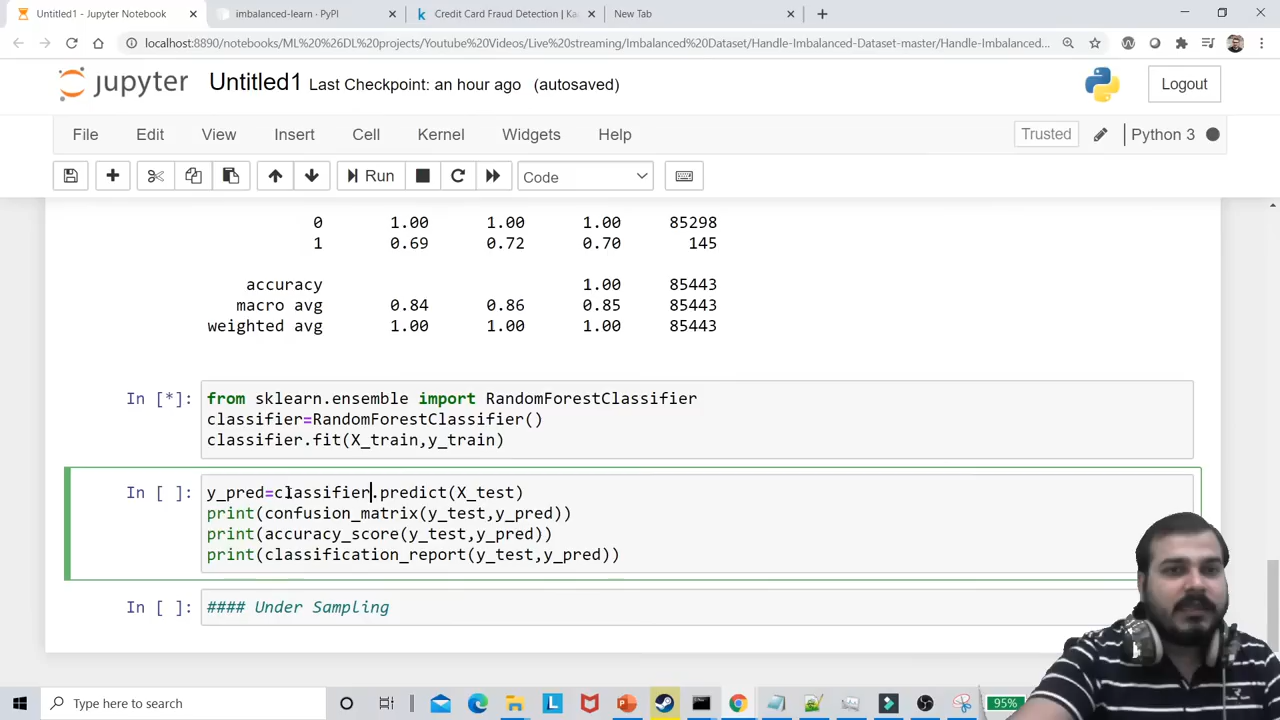 Untitled1 - Jupyter Notebook
imbalanced-learn · PyPI
Credit Card Fraud Detection | Ka
New Tab
localhost:8890/notebooks/ML%20%26%20DL%20projects/Youtube%20Videos/Live%20streaming/Imbalanced%20Dataset/Handle-Imbalanced-Dataset-master/Handle-Imbalanced...
jupyter Untitled1 Last Checkpoint: an hour ago (autosaved)
Logout
File Edit View Insert Cell Kernel Widgets Help
Trusted Python 3
Run Code
0 1.00 1.00 1.00 85298
1 0.69 0.72 0.70 145
accuracy 1.00 85443
macro avg 0.84 0.86 0.85 85443
weighted avg 1.00 1.00 1.00 85443
In [*]: from sklearn.ensemble import RandomForestClassifier
classifier=RandomForestClassifier()
classifier.fit(X_train,y_train)
In [ ]: y_pred=classifier.predict(X_test)
print(confusion_matrix(y_test,y_pred))
print(accuracy_score(y_test,y_pred))
print(classification_report(y_test,y_pred))
In [ ]: #### Under Sampling
Type here to search
95%